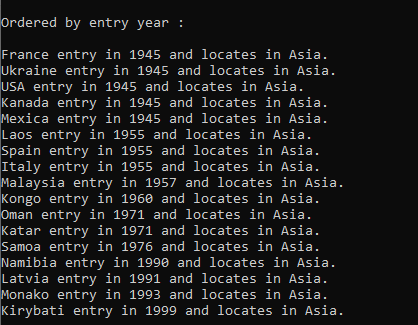 Ordered by entry year :
France entry in 1945 and locates in Asia.
Ukraine entry in 1945 and locates in Asia.
USA entry in 1945 and locates in Asia.
Kanada entry in 1945 and locates in Asia.
Mexica entry in 1945 and locates in Asia.
Laos entry in 1955 and locates in Asia.
Spain entry in 1955 and locates in Asia.
Italy entry in 1955 and locates in Asia.
Malaysia entry in 1957 and locates in Asia.
Kongo entry in 1960 and locates in Asia.
Oman entry in 1971 and locates in Asia.
Katar entry in 1971 and locates in Asia.
Samoa entry in 1976 and locates in Asia.
Namibia entry in 1990 and locates in Asia.
Latvia entry in 1991 and locates in Asia.
Monako entry in 1993 and locates in Asia.
Kirybati entry in 1999 and locates in Asia.